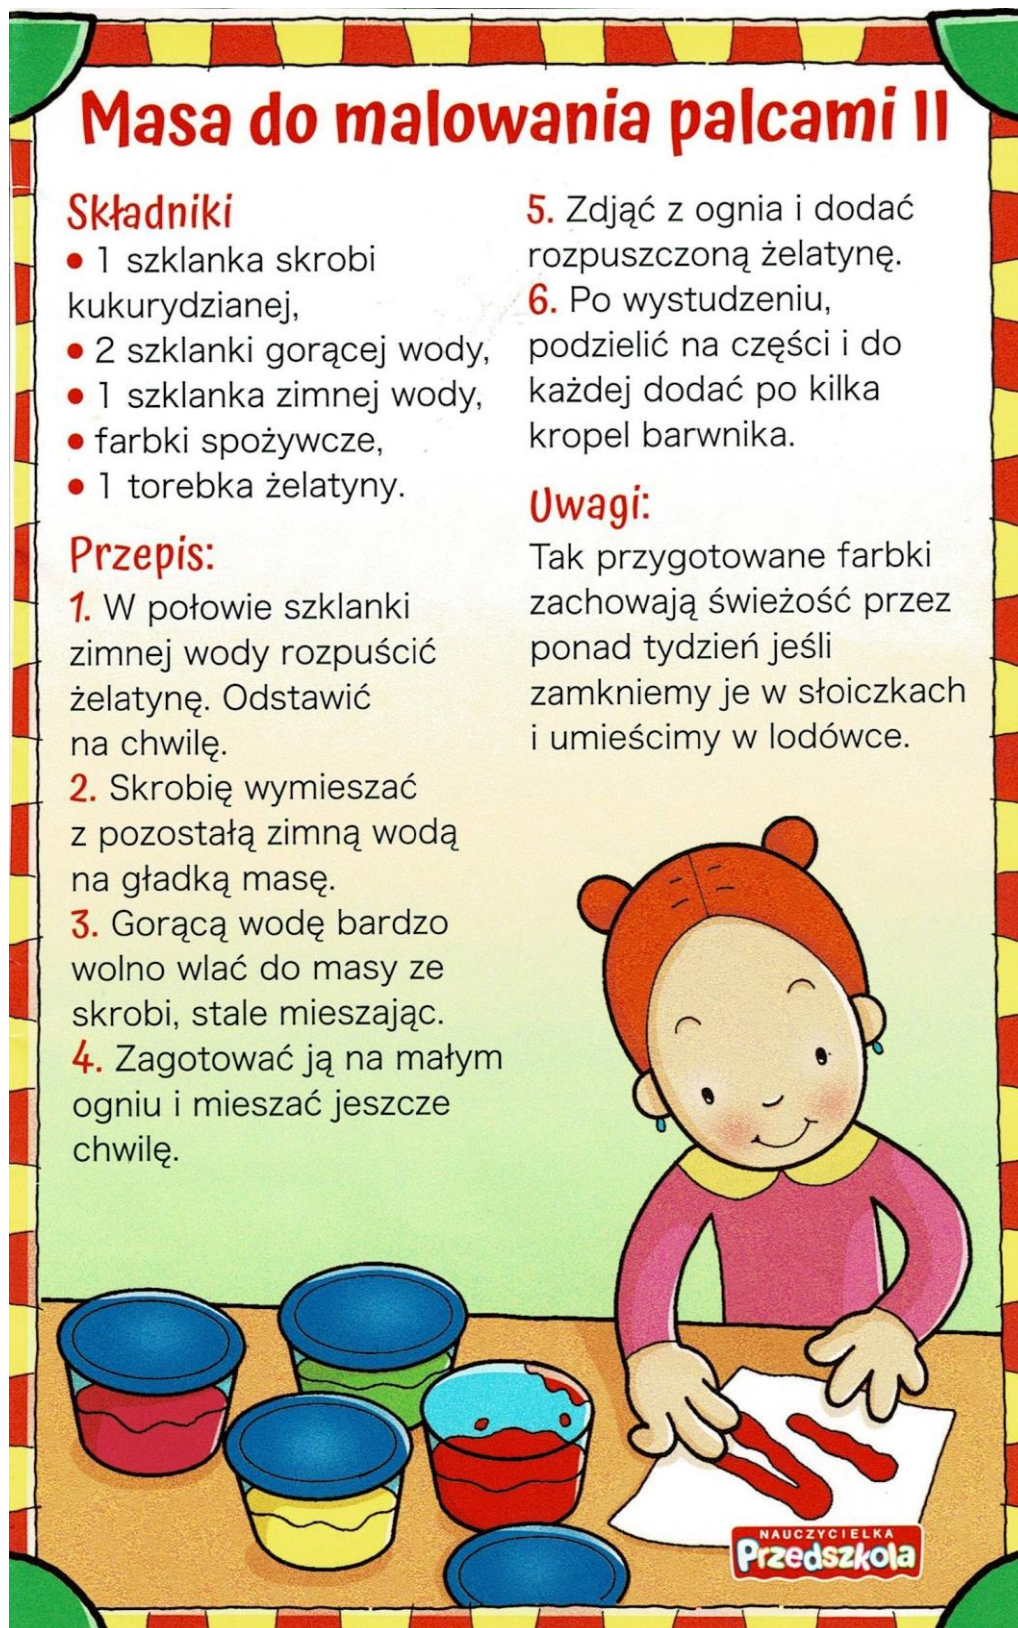 Masa do malowania palcami II
Składniki
• 1 szklanka skrobi
kukurydzianej,
• 2 szklanki gorącej wody,
• 1 szklanka zimnej wody,
• farbki spożywcze,
• 1 torebka żelatyny.
Przepis:
1. W połowie szklanki
zimnej wody rozpuścić
żelatynę. Odstawić
na chwilę.
2. Skrobię wymieszać
z pozostałą zimną wodą
na gładką masę.
3. Gorącą wodę bardzo
wolno wlać do masy ze
skrobi, stale mieszając.
4. Zagotować ją na małym
ogniu i mieszać jeszcze
chwilę.
5. Zdjąć z ognia i dodać
rozpuszczoną żelatynę.
6. Po wystudzeniu,
podzielić na części i do
każdej dodać po kilka
kropel barwnika.
Uwagi:
Tak przygotowane farbki
zachowają świeżość przez
ponad tydzień jeśli
zamkniemy je w słoiczkach
i umieścimy w lodówce.
NAUCZYCIELKA
Przedszkola